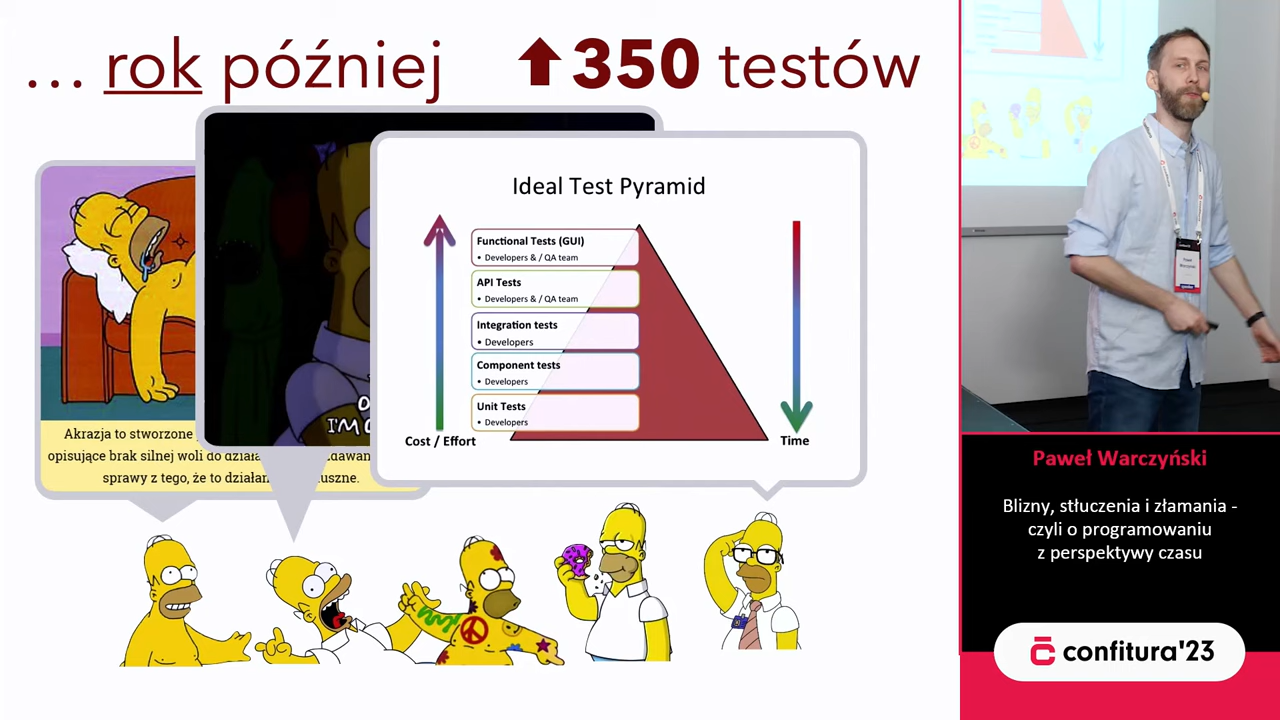 … rok później
350 testów
Ideal Test Pyramid
Functional Tests (GUI)
• Developers & / QA team
API Tests
• Developers & / QA team
Integration tests
• Developers
Component tests
• Developers
Unit Tests
• Developers
Cost / Effort
Time
I'M
Akrazja to stworzone
opisujące brak silnej woli do
sprawy z tego, że to
Paweł Warczyński
Blizny, stłuczenia i złamania -
czyli o programowaniu
z perspektywy czasu
confitura'23